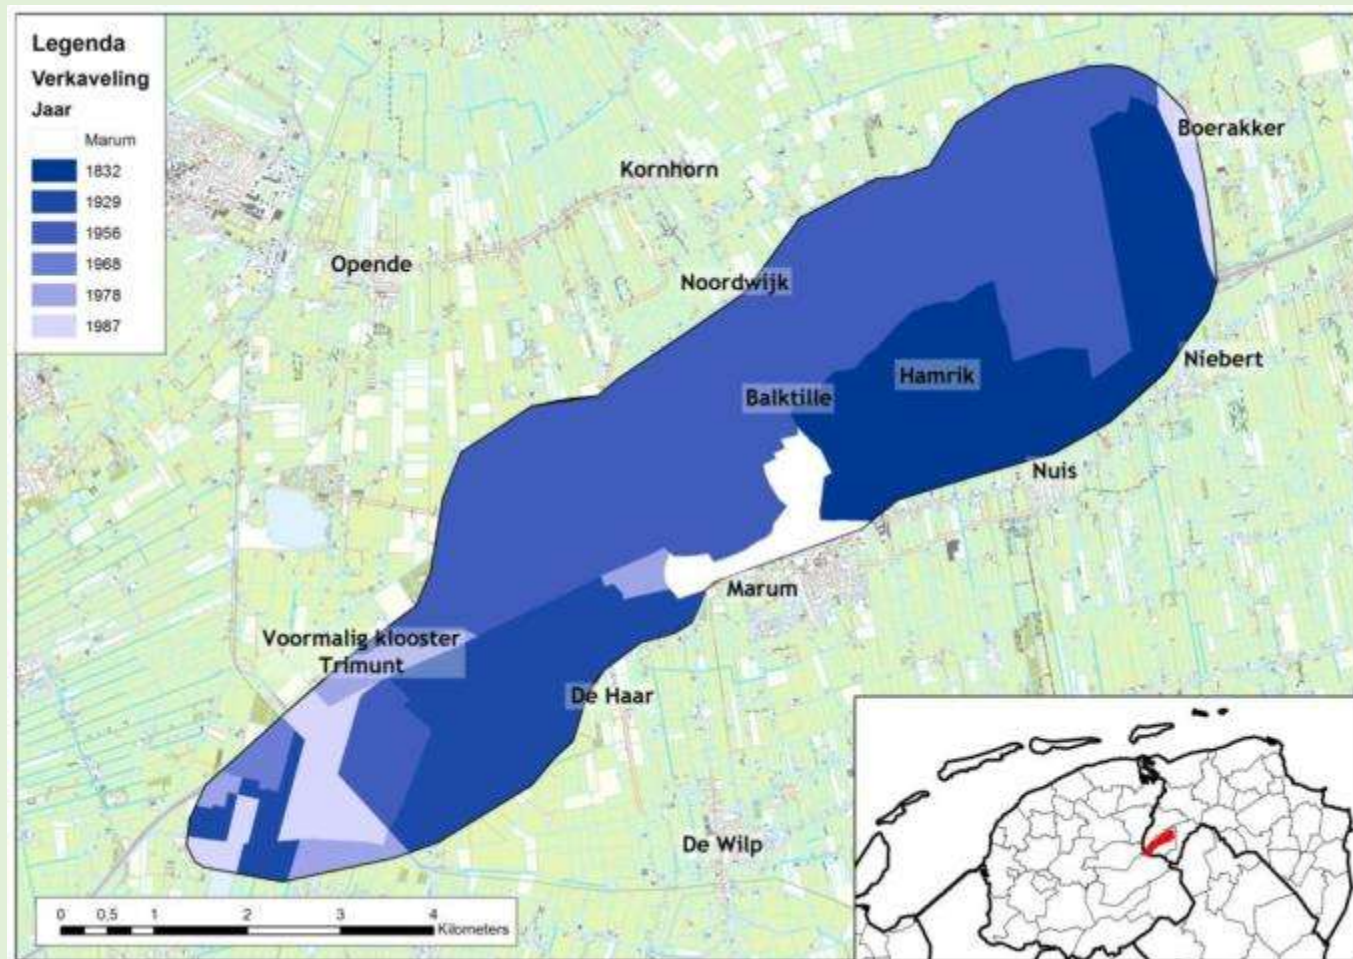 Legenda
Verkaveling
Jaar
Marum
1832
1929
1956
1968
1978
1987
Boerakker
Kornhorn
Opende
Noordwijk
Niebert
Hamrik
Balktille
Nuis
Marum
Voormalig klooster
Trimunt
De Haar
De Wilp
0 0,5 1 2 3 4
Kilometers